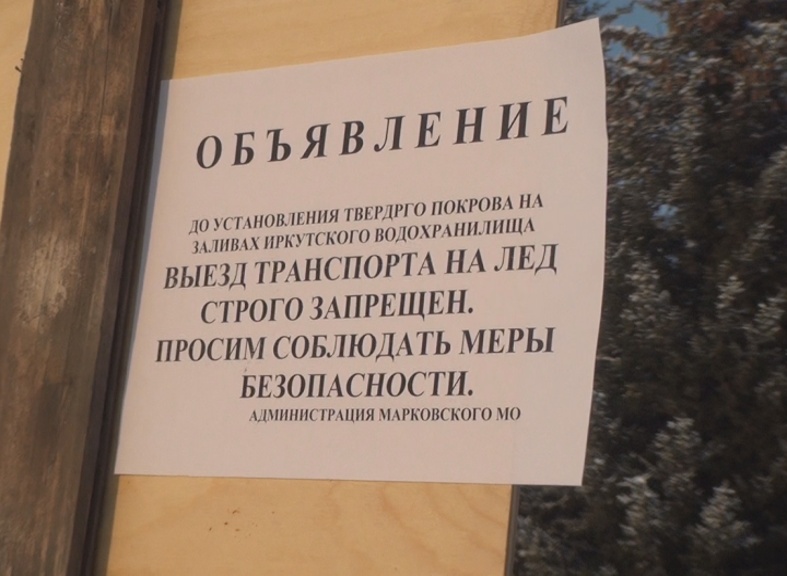 ОБЪЯВЛЕНИЕ
ДО УСТАНОВЛЕНИЯ ТВЕРДРГО ПОКРОВА НА
ЗАЛИВАХ ИРКУТСКОГО ВОДОХРАНИЛИЩА
ВЫЕЗД ТРАНСПОРТА НА ЛЕД
СТРОГО ЗАПРЕЩЕН.
ПРОСИМ СОБЛЮДАТЬ МЕРЫ
БЕЗОПАСНОСТИ.
АДМИНИСТРАЦИЯ МАРКОВСКОГО МО